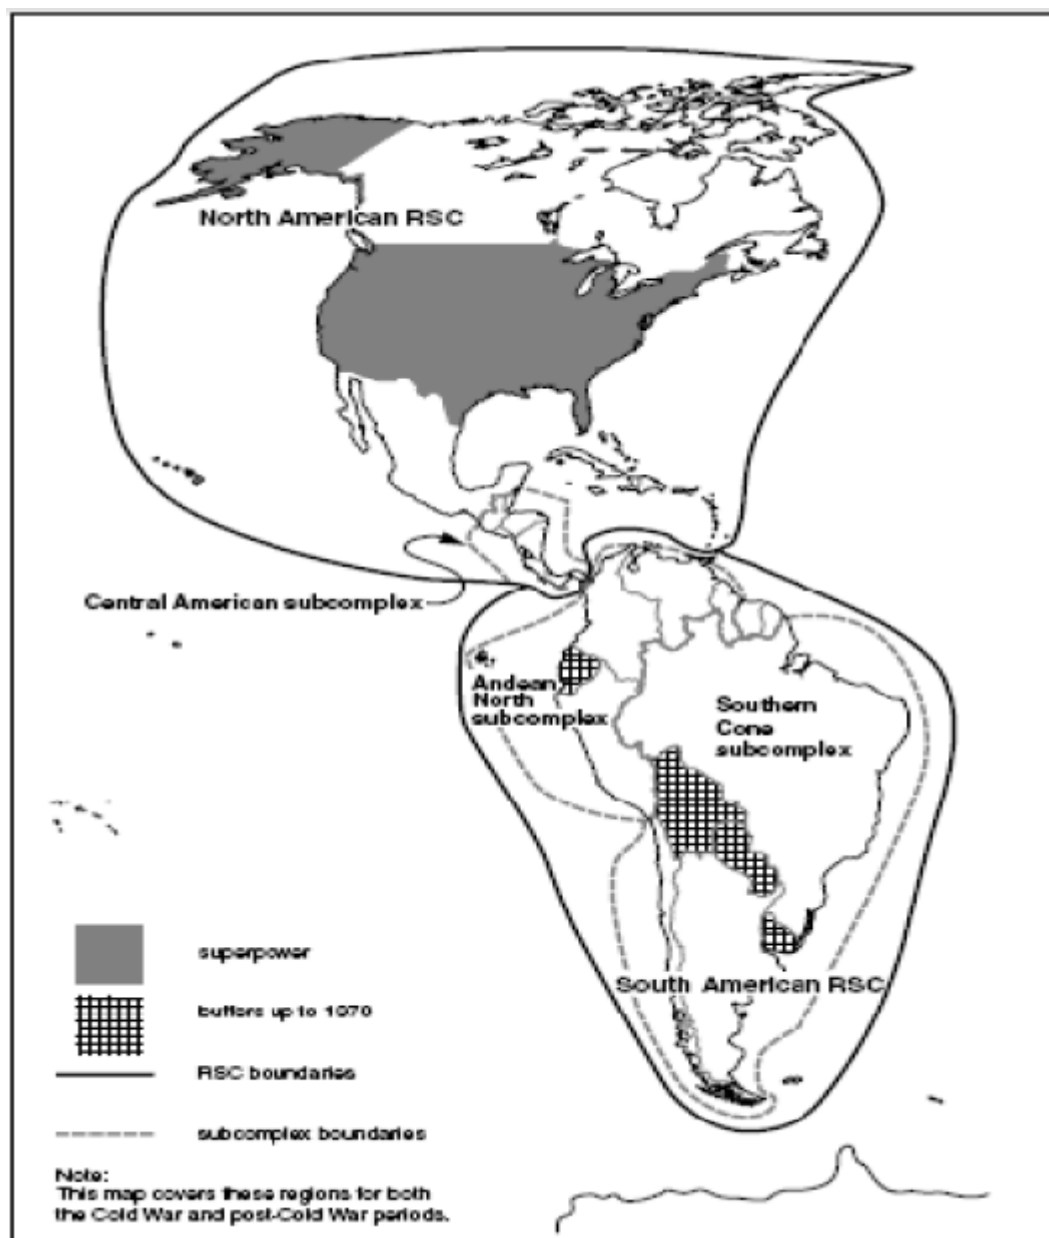 North American RSC
Central American subcomplex
Andean
North
subcomplex
Southern
Cone
subcomplex
South American RSC
superpower
buffers up to 1970
RSC boundaries
subcomplex boundaries
Note:
This map covers these regions for both
the Cold War and post-Cold War periods.